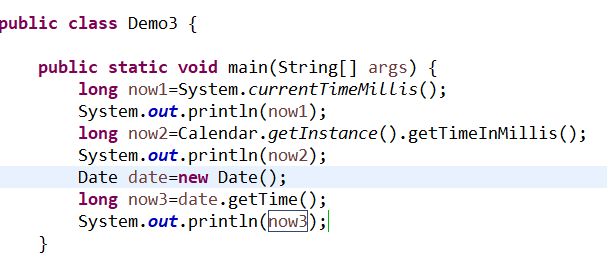 public class Demo3 {
public static void main(String[] args) {
long now1=System.currentTimeMillis();
System.out.println(now1);
long now2=Calendar.getInstance().getTimeInMillis();
System.out.println(now2);
Date date=new Date();
long now3=date.getTime();
System.out.println(now3);
}